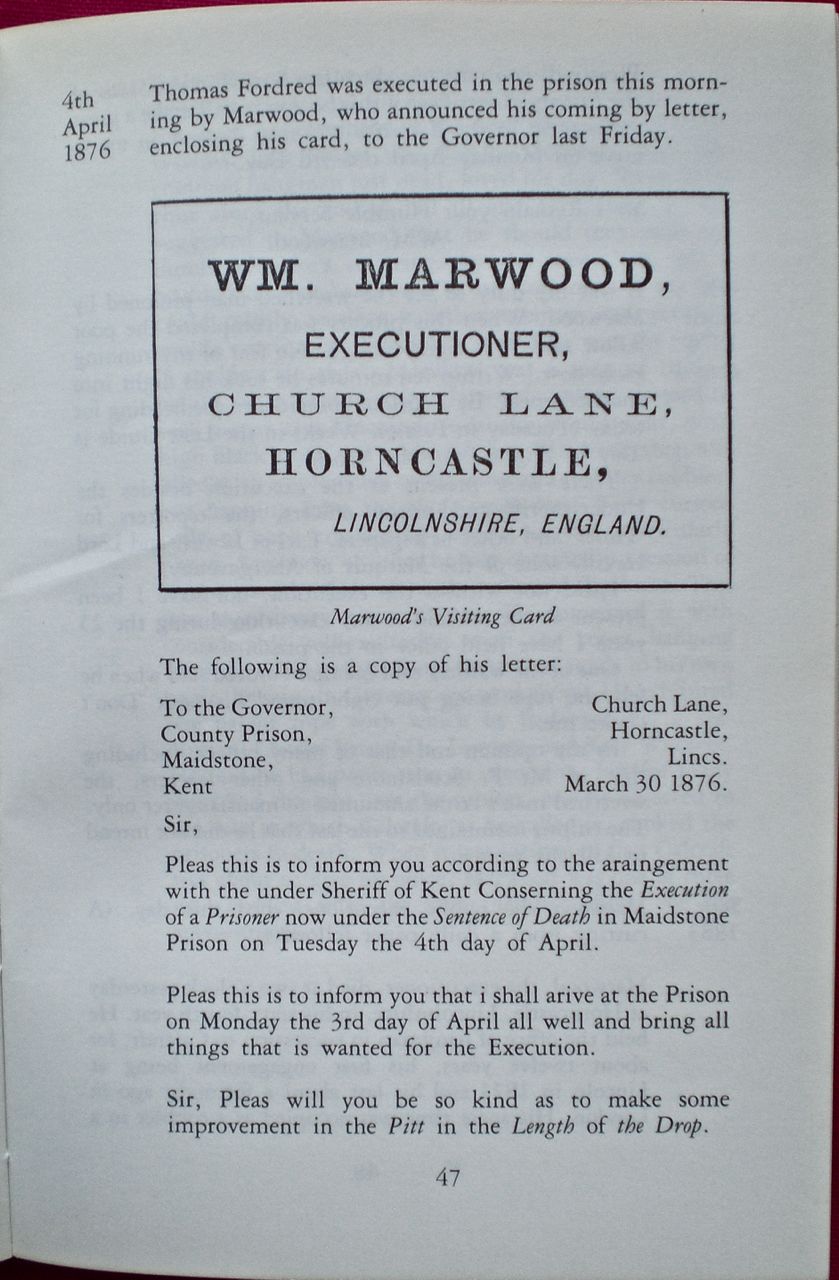 4th
April
1876
Thomas Fordred was executed in the prison this morn-
ing by Marwood, who announced his coming by letter,
enclosing his card, to the Governor last Friday.
WM. MARWOOD,
EXECUTIONER,
CHURCH LANE,
HORNCASTLE,
LINCOLNSHIRE, ENGLAND.
Marwood's Visiting Card
The following is a copy of his letter:
To the Governor,
County Prison,
Maidstone,
Kent
Church Lane,
Horncastle,
Lincs.
March 30 1876.
Sir,
Pleas this is to inform you according to the araingement
with the under Sheriff of Kent Conserning the Execution
of a Prisoner now under the Sentence of Death in Maidstone
Prison on Tuesday the 4th day of April.
Pleas this is to inform you that i shall arive at the Prison
on Monday the 3rd day of April all well and bring all
things that is wanted for the Execution.
Sir, Pleas will you be so kind as to make some
improvement in the Pitt in the Length of the Drop.
47